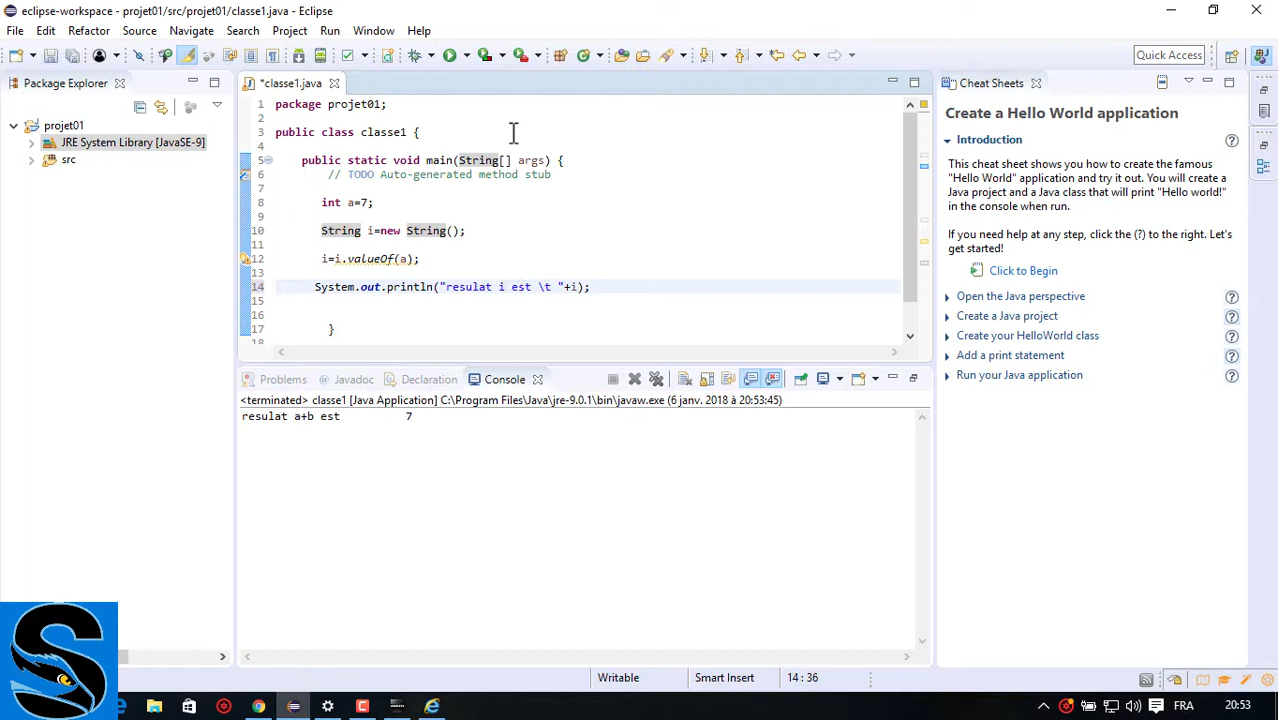 eclipse-workspace - projet01/src/projet01/classe1.java - Eclipse
File Edit Refactor Source Navigate Search Project Run Window Help
Quick Access
Package Explorer
projet01
JRE System Library [JavaSE-9]
src
*classe1.java
1 package projet01;
2
3 public class classe1 {
4
5 public static void main(String[] args) {
6 // TODO Auto-generated method stub
7
8 int a=7;
9
10 String i=new String();
11
12 i=i.valueOf(a);
13
14 System.out.println("resulat i est \t "+i);
15
16
17 }
18
Problems Javadoc Declaration Console
<terminated> classe1 [Java Application] C:\Program Files\Java\jre-9.0.1\bin\javaw.exe (6 janv. 2018 à 20:53:45)
resulat a+b est 7
Cheat Sheets
Create a Hello World application
Introduction
This cheat sheet shows you how to create the famous
"Hello World" application and try it out. You will create
a Java project and a Java class that will print "Hello world!"
in the console when run.
If you need help at any step, click the (?) to the right. Let's
get started!
Click to Begin
Open the Java perspective
Create a Java project
Create your HelloWorld class
Add a print statement
Run your Java application
Writable Smart Insert 14 : 36
FR 20:53